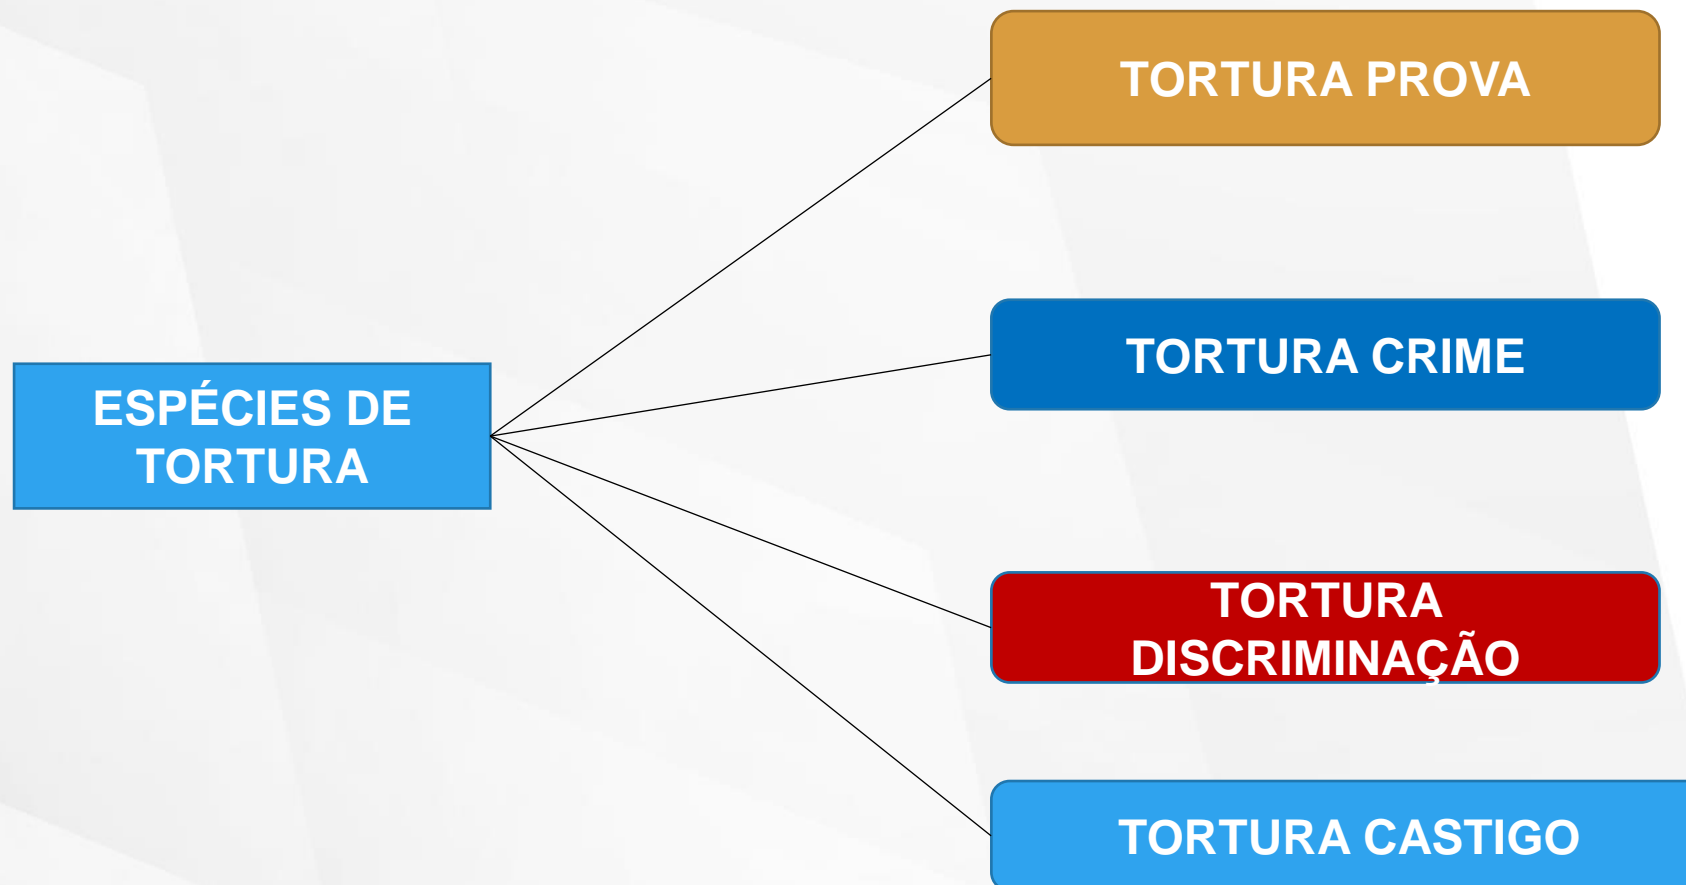 TORTURA PROVA
TORTURA CRIME
ESPÉCIES DE
TORTURA
TORTURA
DISCRIMINAÇÃO
TORTURA CASTIGO